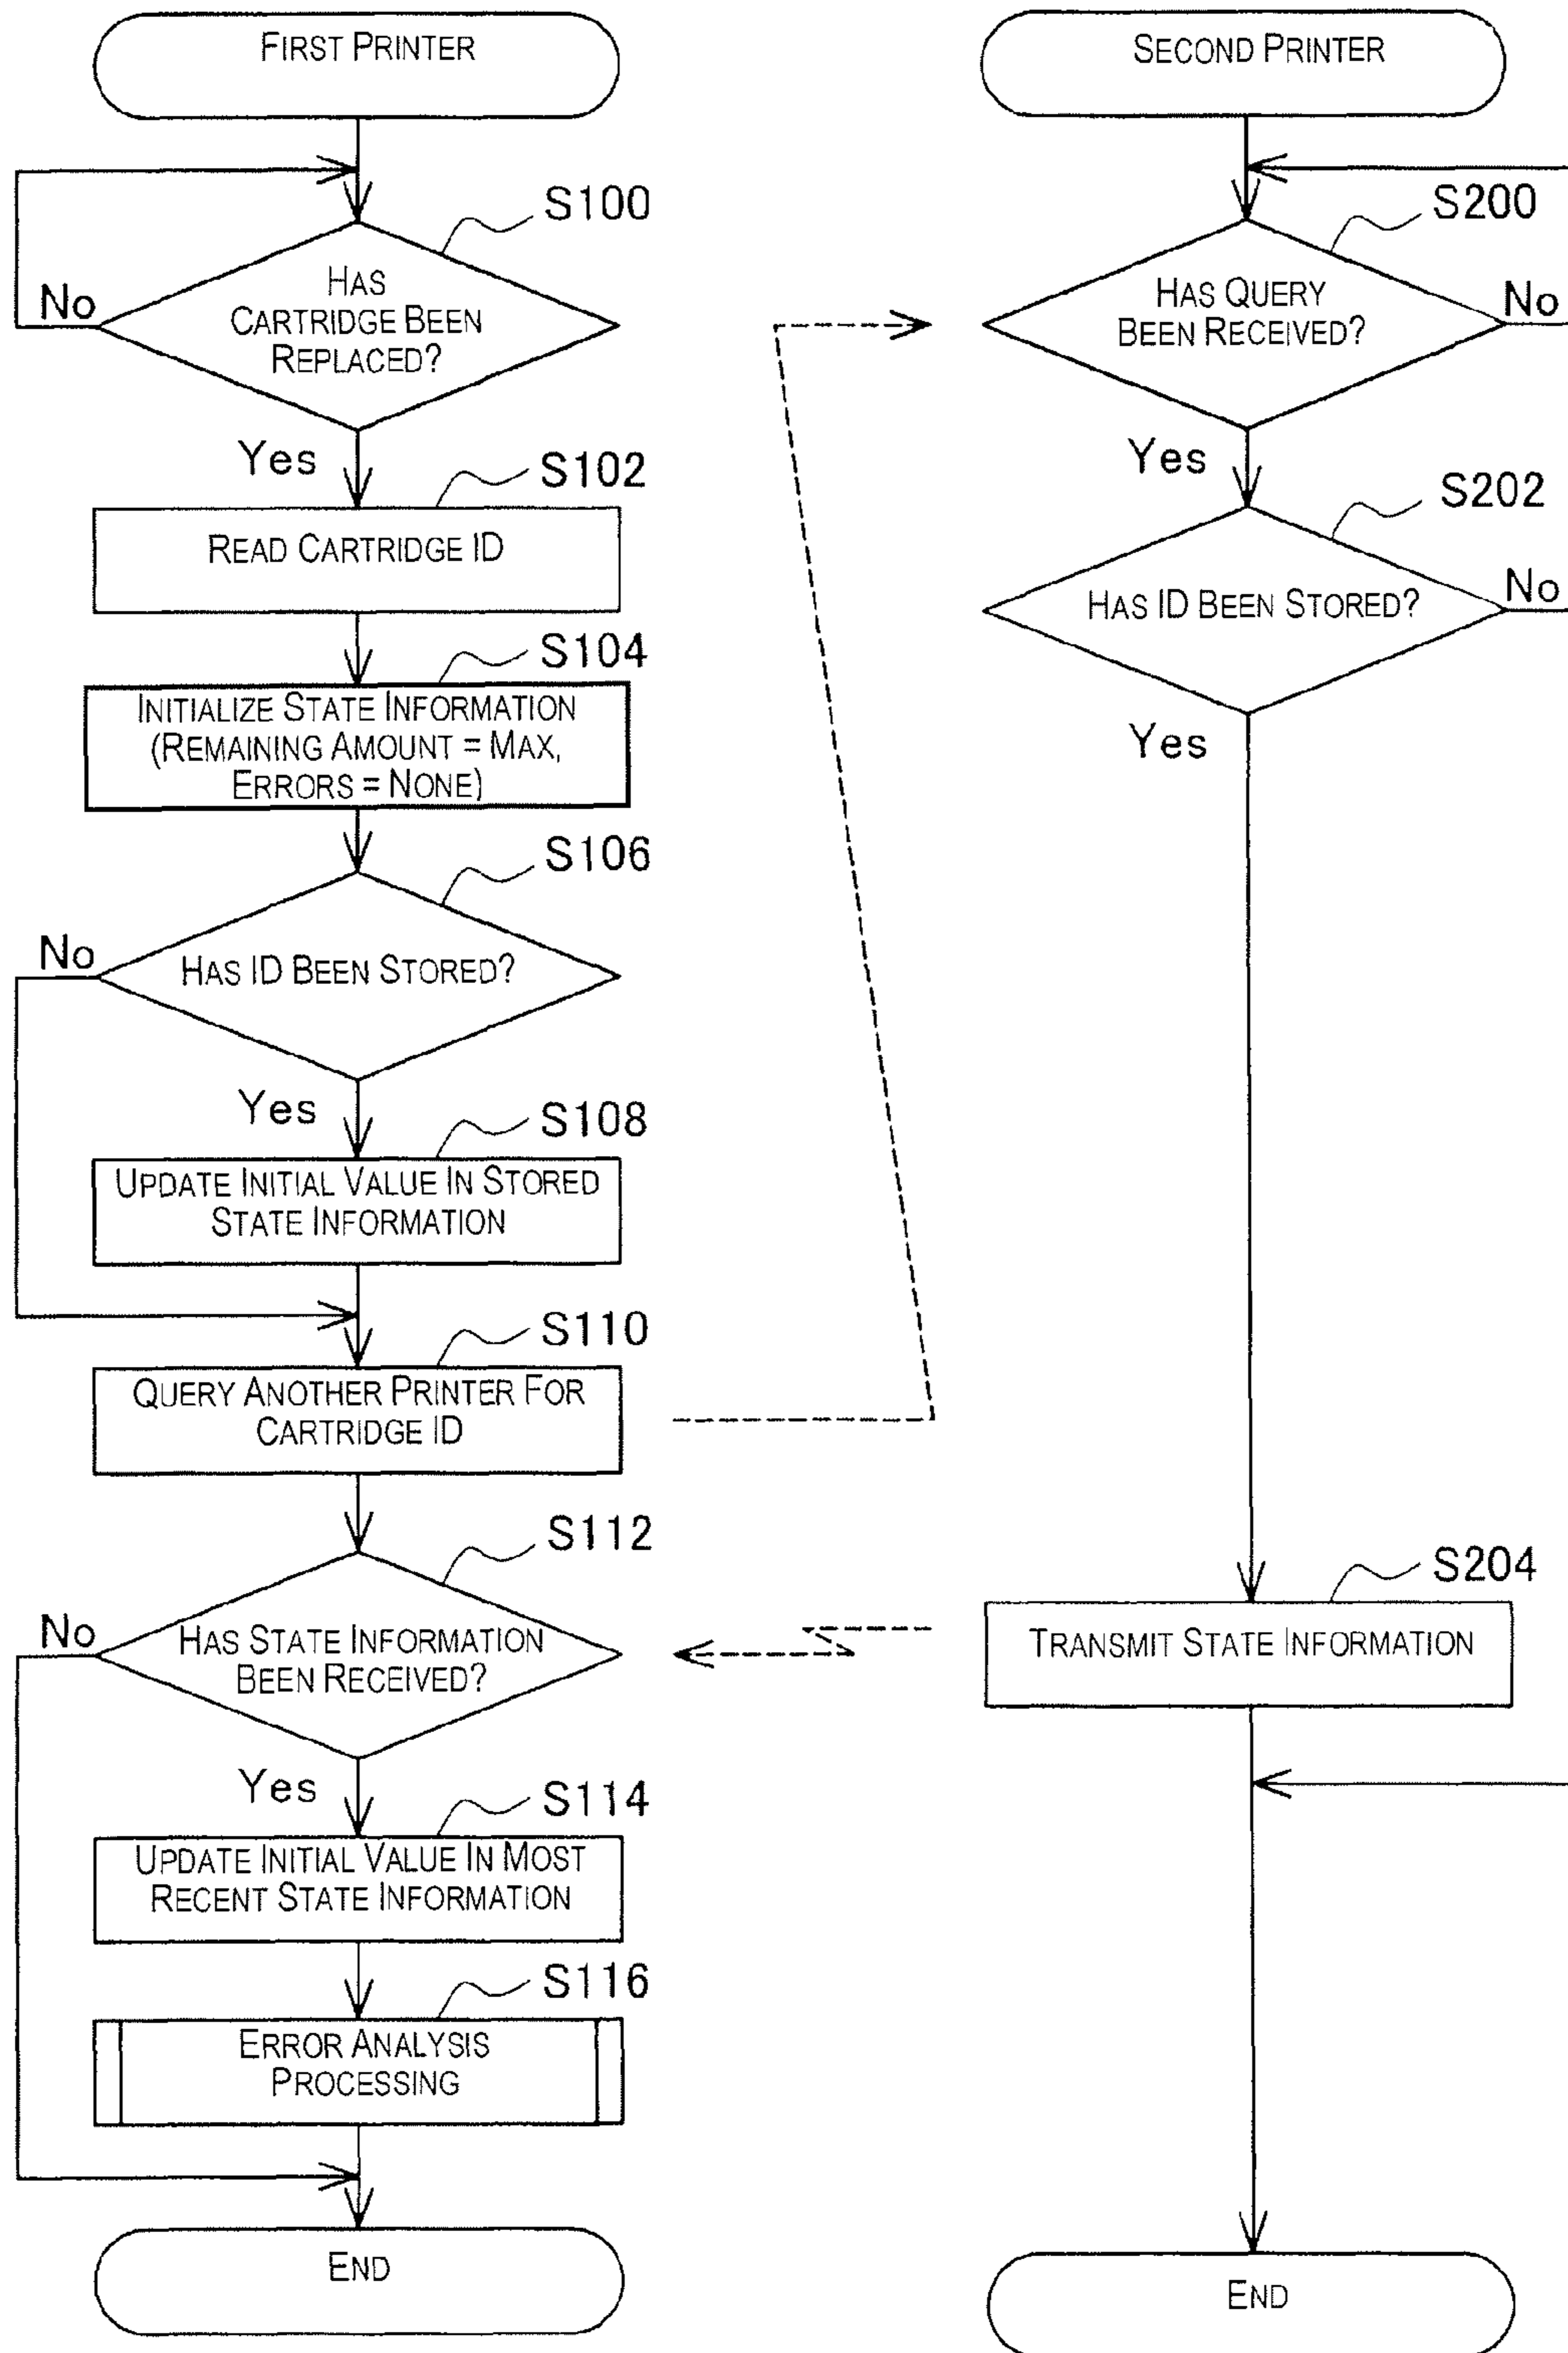 FIRST PRINTER
S100
HAS
CARTRIDGE BEEN
REPLACED?
No
Yes
S102
READ CARTRIDGE ID
S104
INITIALIZE STATE INFORMATION
(REMAINING AMOUNT = MAX,
ERRORS = NONE)
S106
HAS ID BEEN STORED?
No
Yes
S108
UPDATE INITIAL VALUE IN STORED
STATE INFORMATION
S110
QUERY ANOTHER PRINTER FOR
CARTRIDGE ID
S112
HAS STATE INFORMATION
BEEN RECEIVED?
No
Yes
S114
UPDATE INITIAL VALUE IN MOST
RECENT STATE INFORMATION
S116
ERROR ANALYSIS
PROCESSING
END
SECOND PRINTER
S200
HAS QUERY
BEEN RECEIVED?
No
Yes
S202
HAS ID BEEN STORED?
No
Yes
S204
TRANSMIT STATE INFORMATION
END